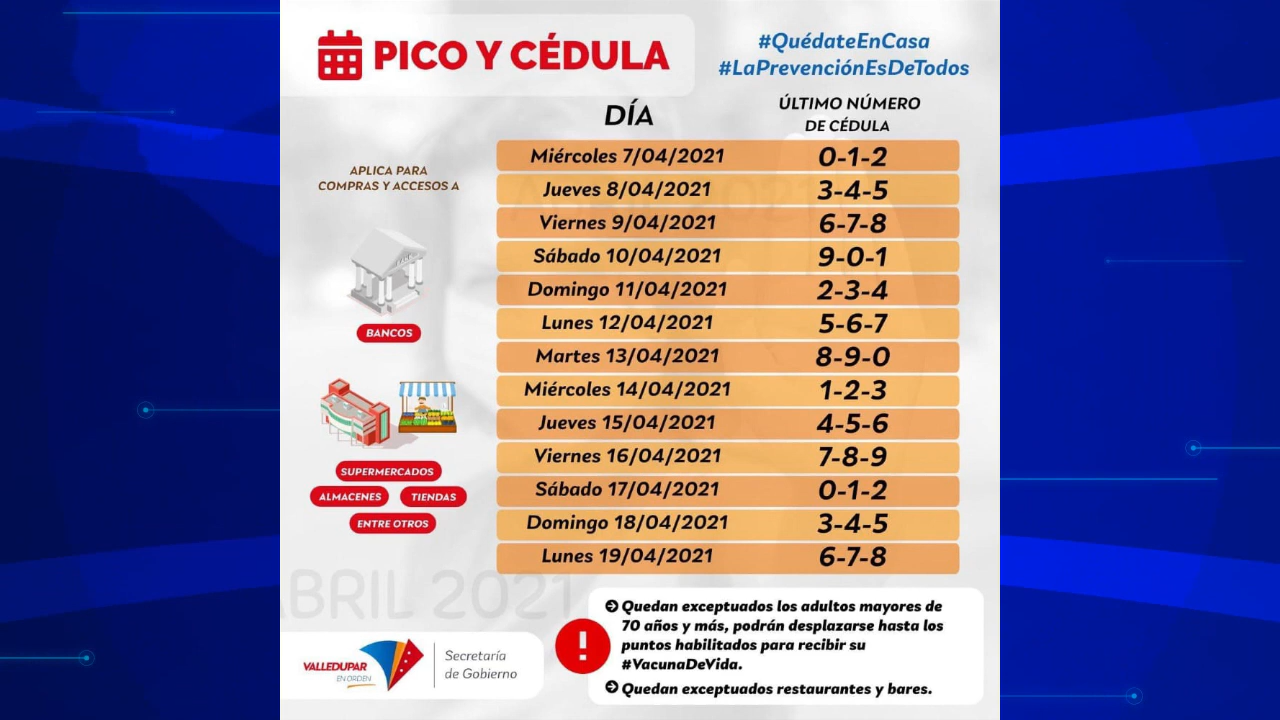 PICO Y CÉDULA
#QuédateEnCasa
#LaPrevenciónEsDeTodos
DÍA
ÚLTIMO NÚMERO
DE CÉDULA
APLICA PARA
COMPRAS Y ACCESOS A
BANCOS
SUPERMERCADOS
ALMACENES
TIENDAS
ENTRE OTROS
Miércoles 7/04/2021 0-1-2
Jueves 8/04/2021 3-4-5
Viernes 9/04/2021 6-7-8
Sábado 10/04/2021 9-0-1
Domingo 11/04/2021 2-3-4
Lunes 12/04/2021 5-6-7
Martes 13/04/2021 8-9-0
Miércoles 14/04/2021 1-2-3
Jueves 15/04/2021 4-5-6
Viernes 16/04/2021 7-8-9
Sábado 17/04/2021 0-1-2
Domingo 18/04/2021 3-4-5
Lunes 19/04/2021 6-7-8
ABRIL 2021
Quedan exceptuados los adultos mayores de
70 años y más, podrán desplazarse hasta los
puntos habilitados para recibir su
#VacunaDeVida.
Quedan exceptuados restaurantes y bares.
!
VALLEDUPAR
EN ORDEN
Secretaría
de Gobierno